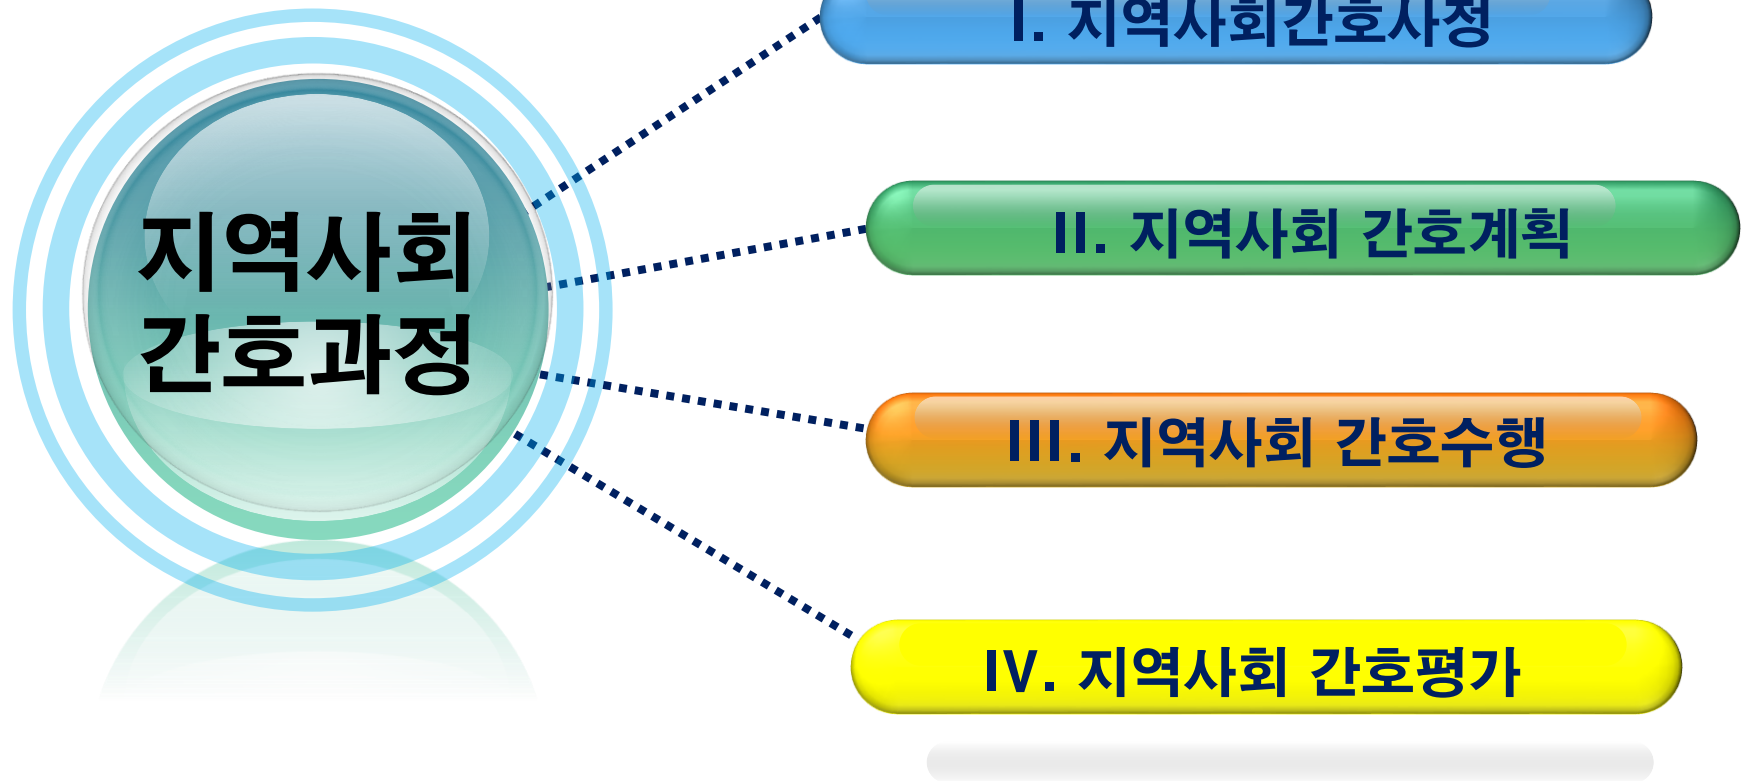 지역사회
간호과정
I. 지역사회간호사정
II. 지역사회 간호계획
III. 지역사회 간호수행
IV. 지역사회 간호평가